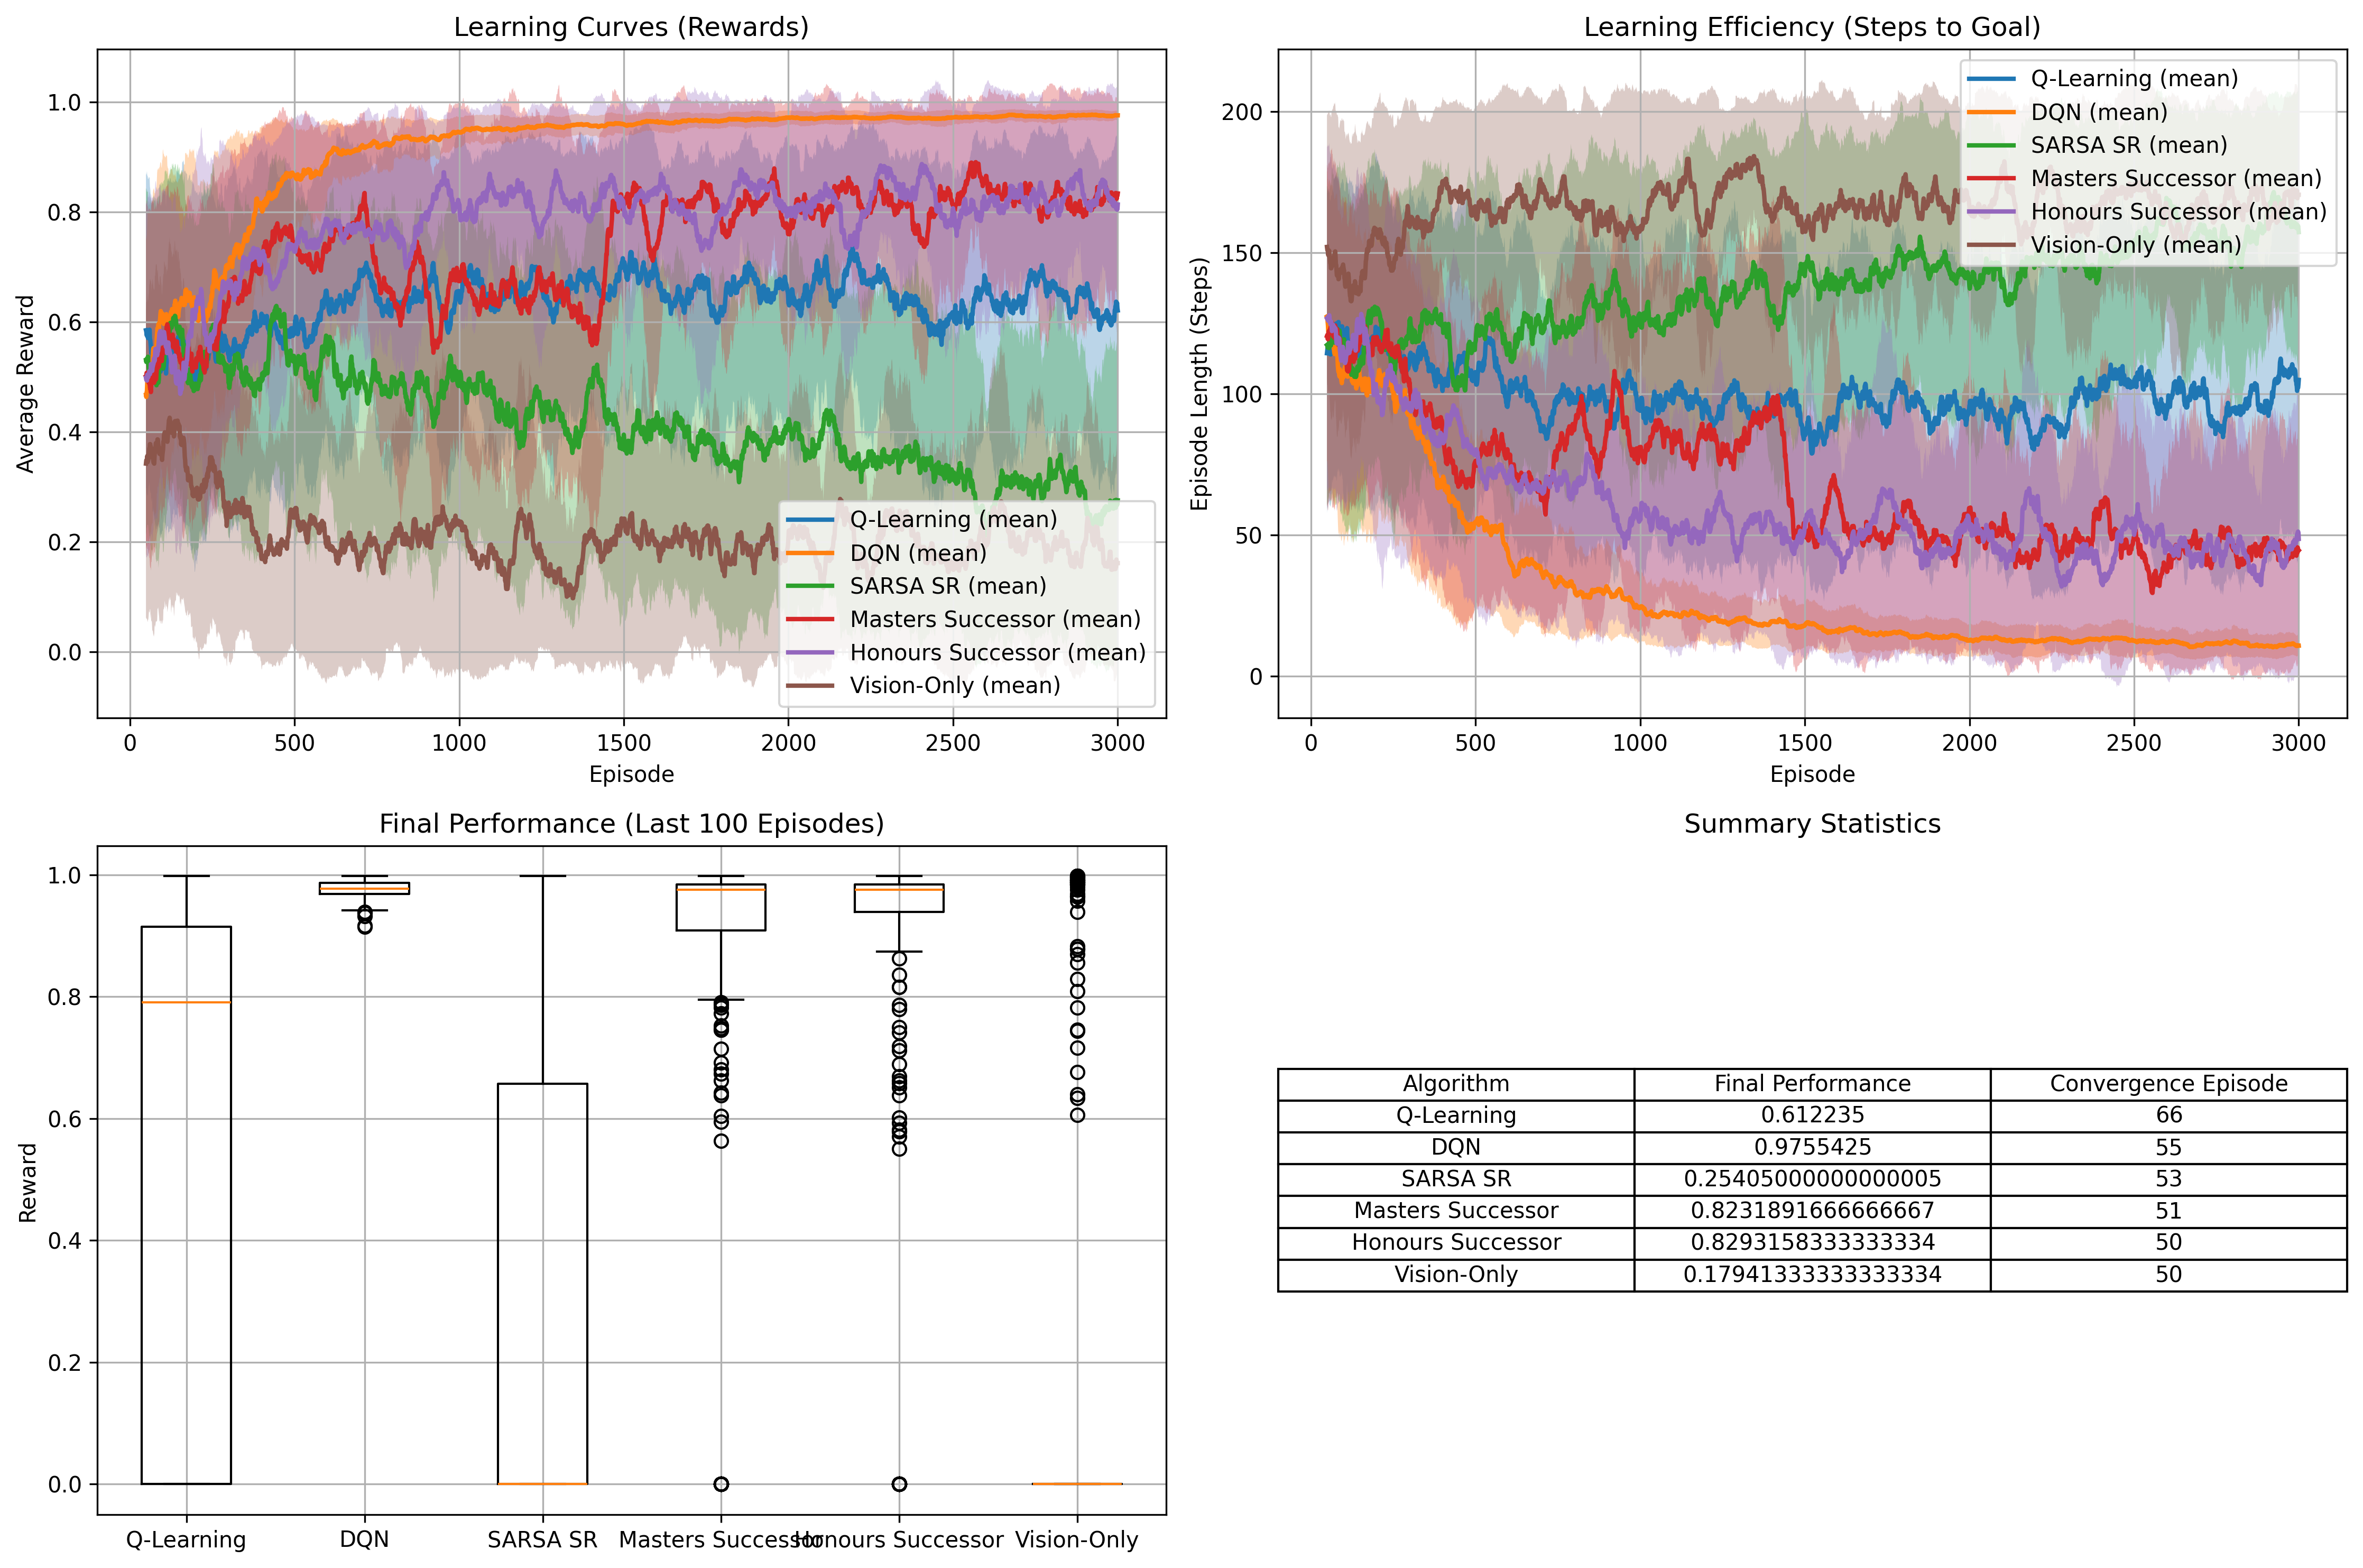 Learning Curves (Rewards)
Average Reward
1.0
0.8
0.6
0.4
0.2
0.0
0 500 1000 1500 2000 2500 3000
Episode
Q-Learning (mean)
DQN (mean)
SARSA SR (mean)
Masters Successor (mean)
Honours Successor (mean)
Vision-Only (mean)
Learning Efficiency (Steps to Goal)
Episode Length (Steps)
200
150
100
50
0
0 500 1000 1500 2000 2500 3000
Episode
Q-Learning (mean)
DQN (mean)
SARSA SR (mean)
Masters Successor (mean)
Honours Successor (mean)
Vision-Only (mean)
Final Performance (Last 100 Episodes)
Reward
1.0
0.8
0.6
0.4
0.2
0.0
Q-Learning DQN SARSA SR Masters Successor Honours Successor Vision-Only
Summary Statistics
Algorithm Final Performance Convergence Episode
Q-Learning 0.612235 66
DQN 0.9755425 55
SARSA SR 0.25405000000000005 53
Masters Successor 0.8231891666666667 51
Honours Successor 0.8293158333333334 50
Vision-Only 0.17941333333333334 50